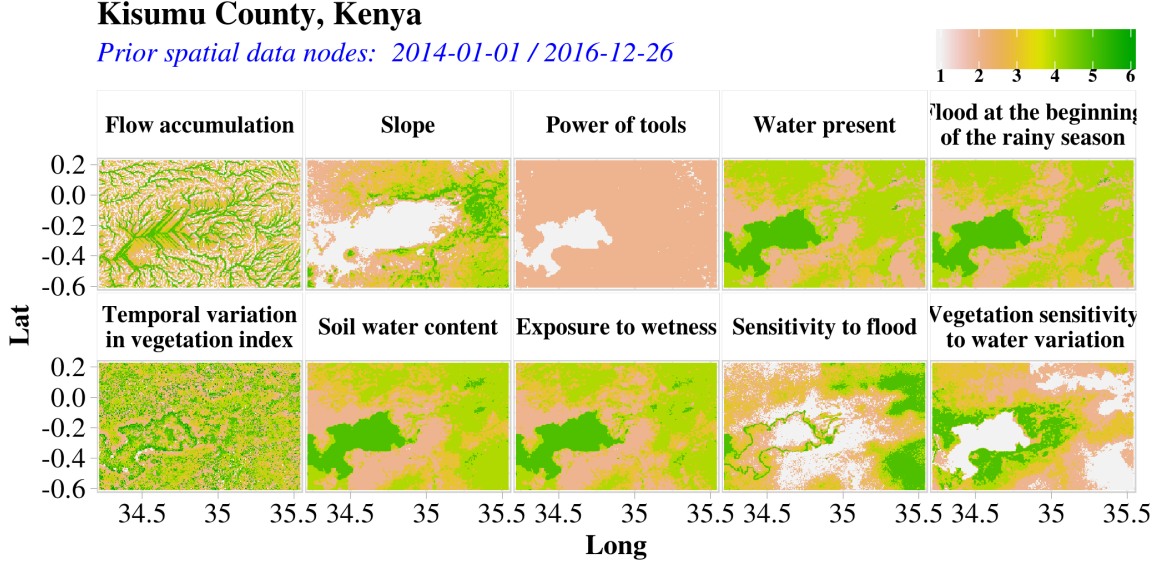 Kisumu County, Kenya
Prior spatial data nodes: 2014-01-01 / 2016-12-26
1 2 3 4 5 6
Flow accumulation
Slope
Power of tools
Water present
Flood at the beginning
of the rainy season
0.2
0.0
-0.2
-0.4
-0.6
Temporal variation
in vegetation index
Soil water content
Exposure to wetness
Sensitivity to flood
Vegetation sensitivity
to water variation
0.2
0.0
-0.2
-0.4
-0.6
Lat
34.5 35 35.5 34.5 35 35.5 34.5 35 35.5 34.5 35 35.5 34.5 35 35.5
Long